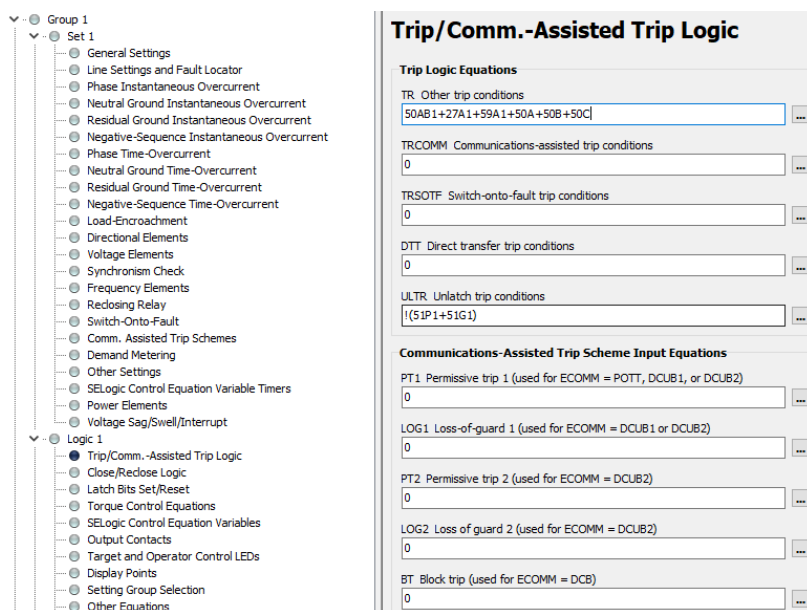 Group 1
Set 1
General Settings
Line Settings and Fault Locator
Phase Instantaneous Overcurrent
Neutral Ground Instantaneous Overcurrent
Residual Ground Instantaneous Overcurrent
Negative-Sequence Instantaneous Overcurrent
Phase Time-Overcurrent
Neutral Ground Time-Overcurrent
Residual Ground Time-Overcurrent
Negative-Sequence Time-Overcurrent
Load-Encroachment
Directional Elements
Voltage Elements
Synchronism Check
Frequency Elements
Reclosing Relay
Switch-Onto-Fault
Comm. Assisted Trip Schemes
Demand Metering
Other Settings
SELogic Control Equation Variable Timers
Power Elements
Voltage Sag/Swell/Interrupt
Logic 1
Trip/Comm.-Assisted Trip Logic
Close/Reclose Logic
Latch Bits Set/Reset
Torque Control Equations
SELogic Control Equation Variables
Output Contacts
Target and Operator Control LEDs
Display Points
Setting Group Selection
Other Equations
Trip/Comm.-Assisted Trip Logic
Trip Logic Equations
TR Other trip conditions
50AB1+27A1+59A1+50A+50B+50C
...
TRCOMM Communications-assisted trip conditions
0
...
TRSOTF Switch-onto-fault trip conditions
0
...
DTT Direct transfer trip conditions
0
...
ULTR Unlatch trip conditions
!(51P1+51G1)
...
Communications-Assisted Trip Scheme Input Equations
PT1 Permissive trip 1 (used for ECOMM = POTT, DCUB1, or DCUB2)
0
...
LOG1 Loss-of-guard 1 (used for ECOMM = DCUB1 or DCUB2)
0
...
PT2 Permissive trip 2 (used for ECOMM = DCUB2)
0
...
LOG2 Loss of guard 2 (used for ECOMM = DCUB2)
0
...
BT Block trip (used for ECOMM = DCB)
0
...